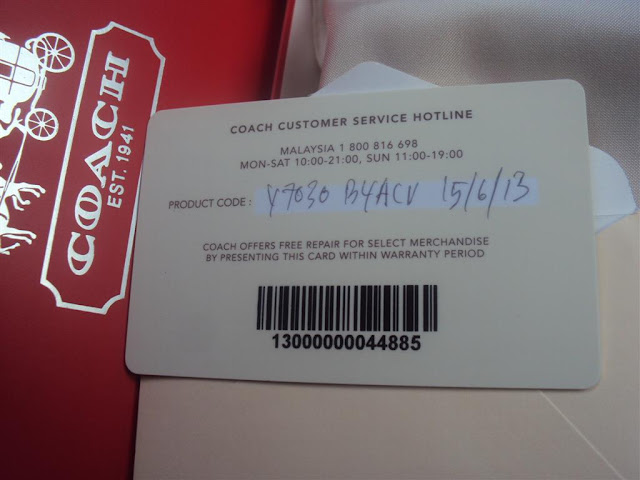 COACH
EST. 1941
COACH CUSTOMER SERVICE HOTLINE
MALAYSIA 1 800 816 698
MON-SAT 10:00-21:00, SUN 11:00-19:00
PRODUCT CODE : Y7030 B4ACV 15/6/13
COACH OFFERS FREE REPAIR FOR SELECT MERCHANDISE
BY PRESENTING THIS CARD WITHIN WARRANTY PERIOD
13000000044885